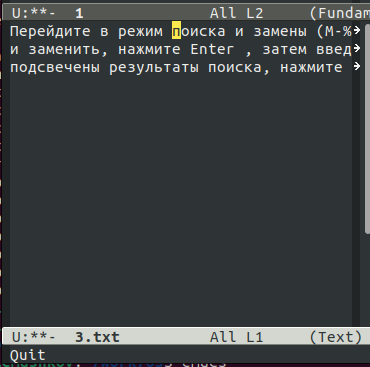 U:**-  1             All L2     (Fundam
Перейдите в режим поиска и замены (M-%
и заменить, нажмите Enter , затем введ
подсвечены результаты поиска, нажмите
U:**-  3.txt         All L1     (Text)
Quit